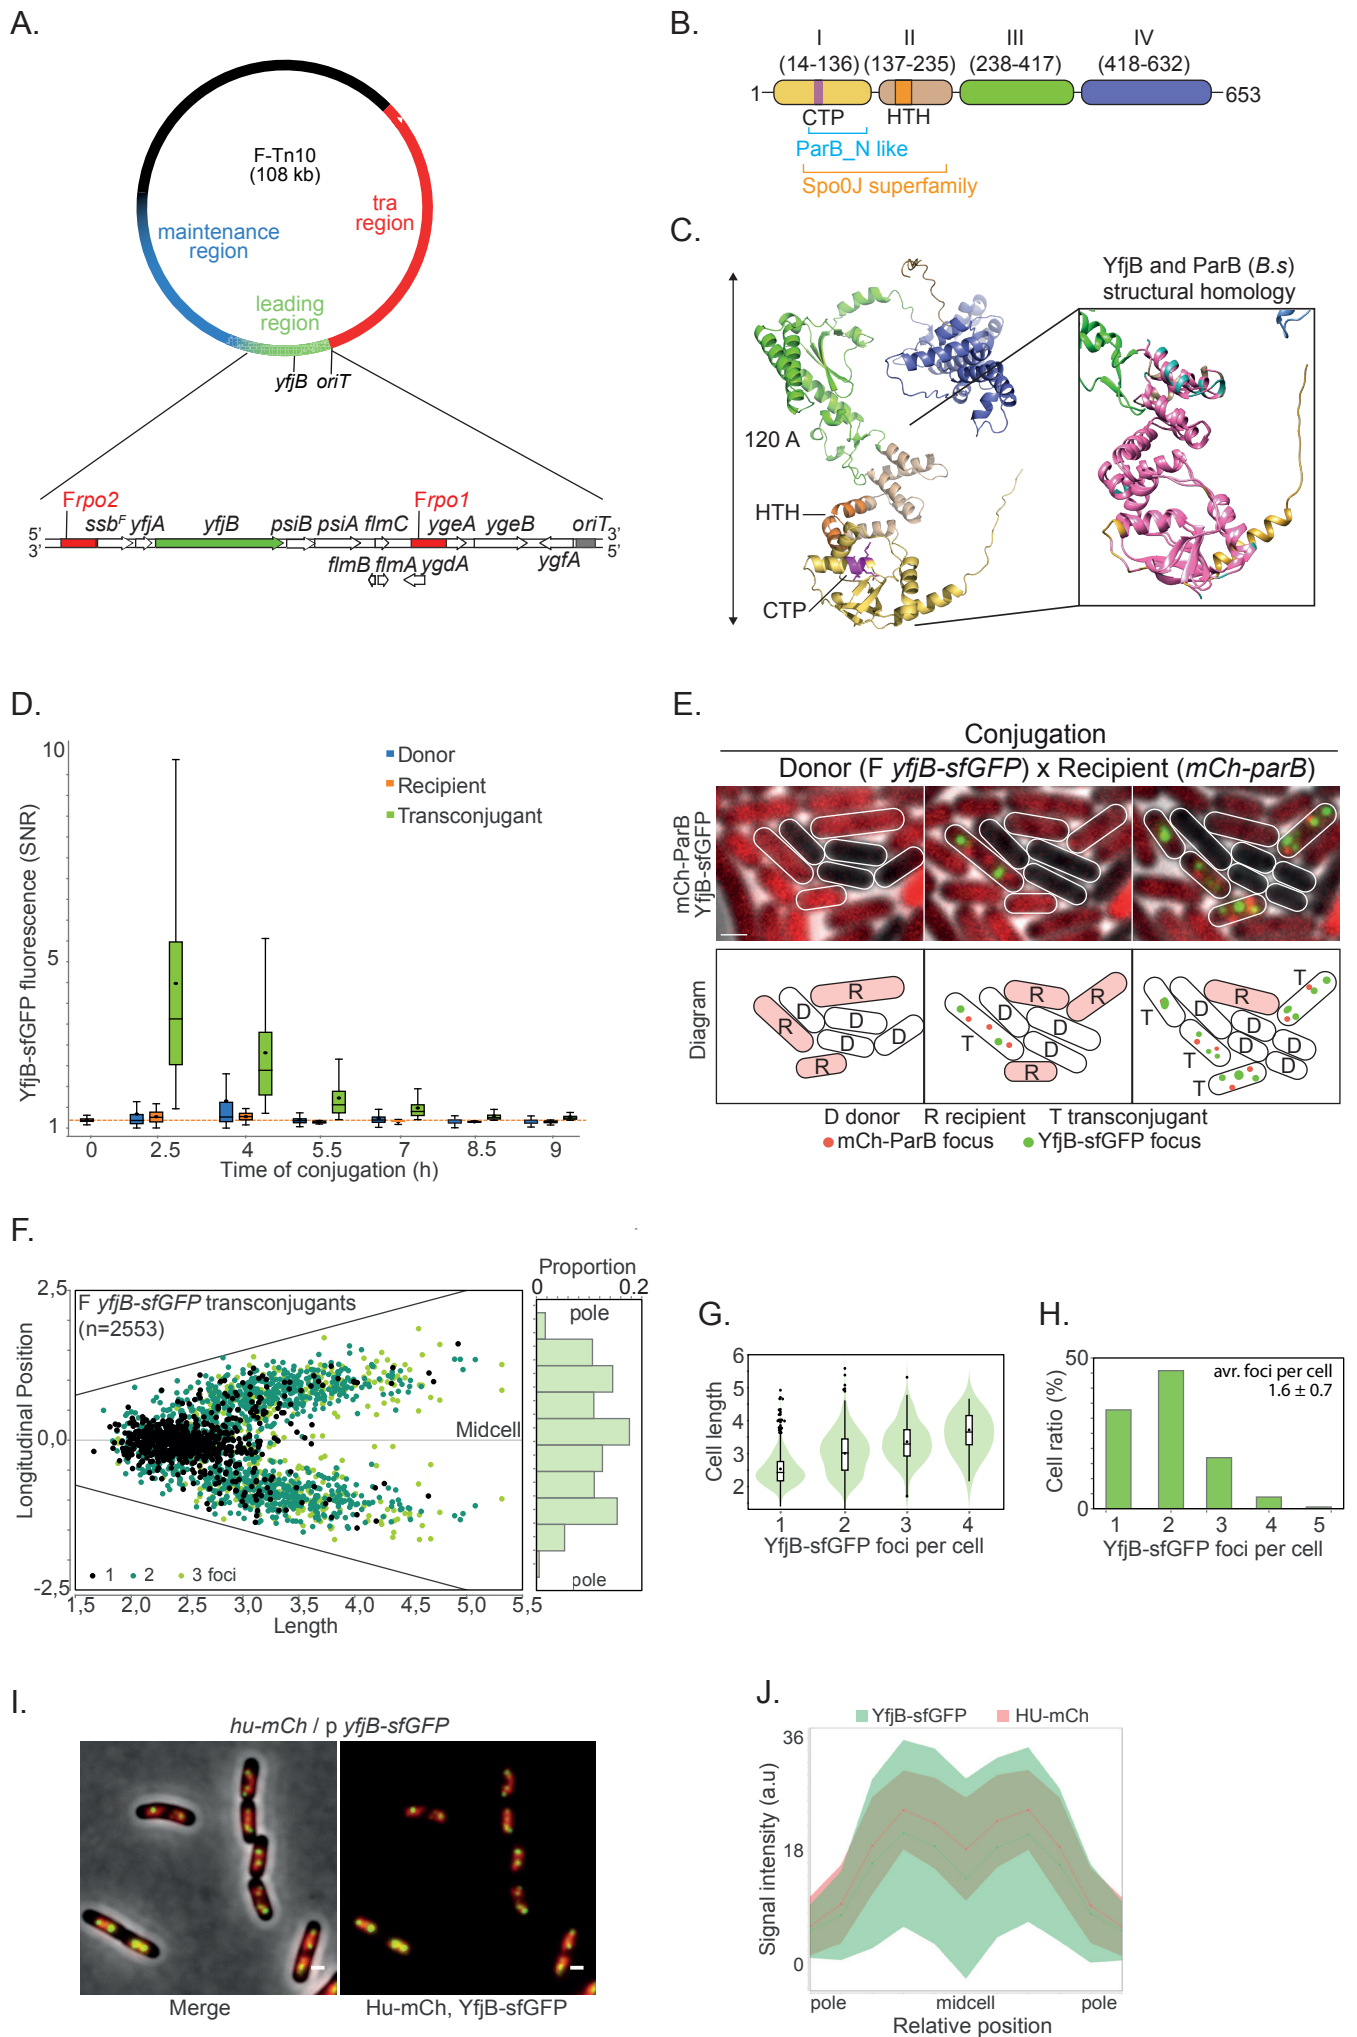 A.
F-Tn10
(108 kb)
tra
region
maintenance
region
leading
region
yfjB oriT
Frpo2 Frpo1
ssbF yfjA yfjB psiB psiA flmC ygeA ygeB oriT
5’ 3’
3’ 5’
flmB flmA ygdA ygfA
B.
I II III IV
(14-136) (137-235) (238-417) (418-632)
1 653
CTP HTH
ParB_N like
Spo0J superfamily
C.
YfjB and ParB (B.s)
structural homology
120 A
HTH
CTP
D.
YfjB-sfGFP fluorescence (SNR)
10
5
1
Donor
Recipient
Transconjugant
0 2.5 4 5.5 7 8.5 9
Time of conjugation (h)
E.
Conjugation
Donor (F yfjB-sfGFP) x Recipient (mCh-parB)
mCh-ParB
YfjB-sfGFP
Diagram
R D R D D R
R R D T D D R
T R T D D D T T
D donor R recipient T transconjugant
mCh-ParB focus YfjB-sfGFP focus
F.
Longitudinal Position
2,5
0,0
-2,5
F yfjB-sfGFP transconjugants
(n=2553)
Midcell
1 2 3 foci
1,5 2,0 2,5 3,0 3,5 4,0 4,5 5,0 5,5
Length
Proportion
0 0.2
pole
pole
G.
Cell length
6
5
4
3
2
1 2 3 4
YfjB-sfGFP foci per cell
H.
Cell ratio (%)
50
0
avr. foci per cell
1.6 ± 0.7
1 2 3 4 5
YfjB-sfGFP foci per cell
I.
hu-mCh / p yfjB-sfGFP
Merge Hu-mCh, YfjB-sfGFP
J.
YfjB-sfGFP HU-mCh
Signal intensity (a.u)
36
18
0
pole midcell pole
Relative position